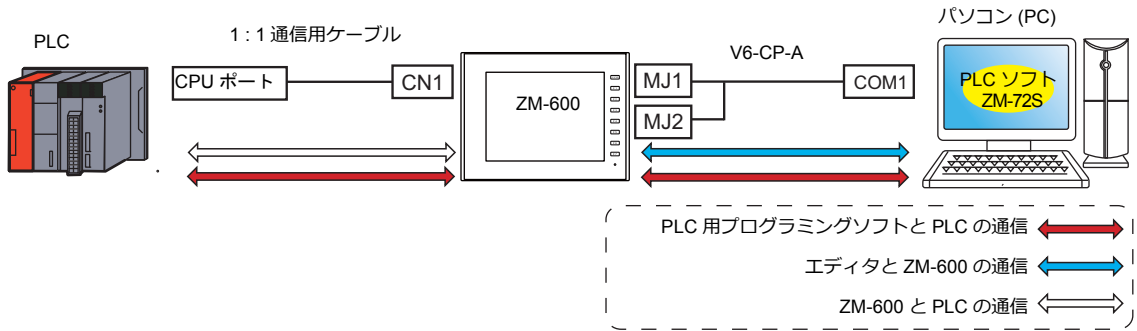 PLC
1 : 1 通信用ケーブル
V6-CP-A
パソコン (PC)
CPU ポート
CN1
ZM-600
MJ1
MJ2
COM1
PLC ソフト
ZM-72S
PLC 用プログラミングソフトと PLC の通信
エディタと ZM-600 の通信
ZM-600 と PLC の通信